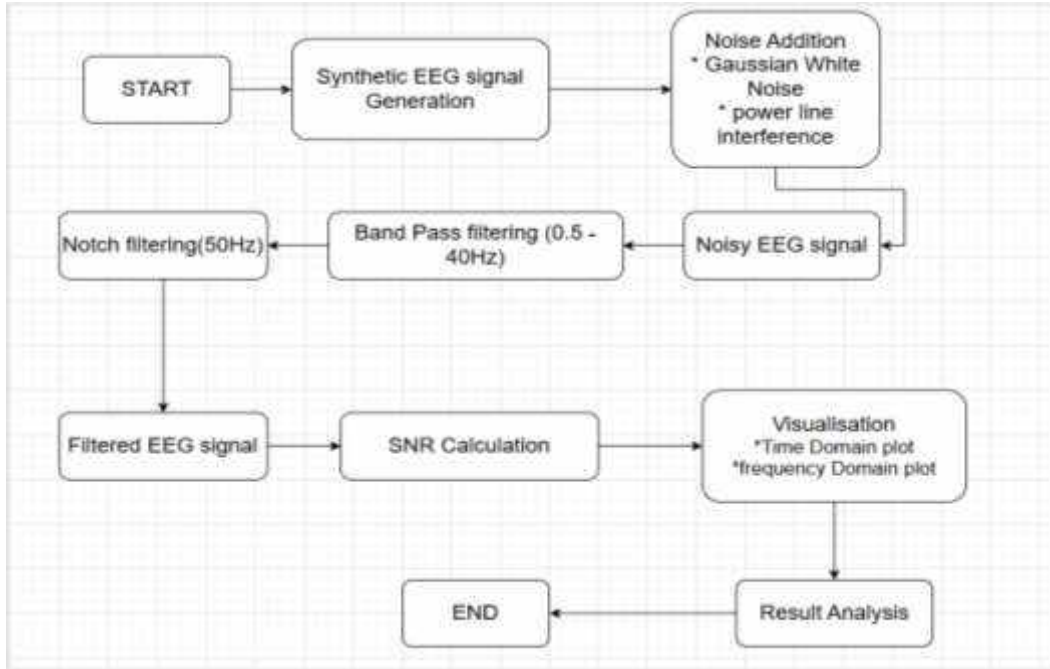 START
Synthetic EEG signal
Generation
Noise Addition
* Gaussian White
Noise
* power line
interference
Noisy EEG signal
Band Pass filtering (0.5 -
40Hz)
Notch filtering(50Hz)
Filtered EEG signal
SNR Calculation
Visualisation
*Time Domain plot
*frequency Domain plot
Result Analysis
END